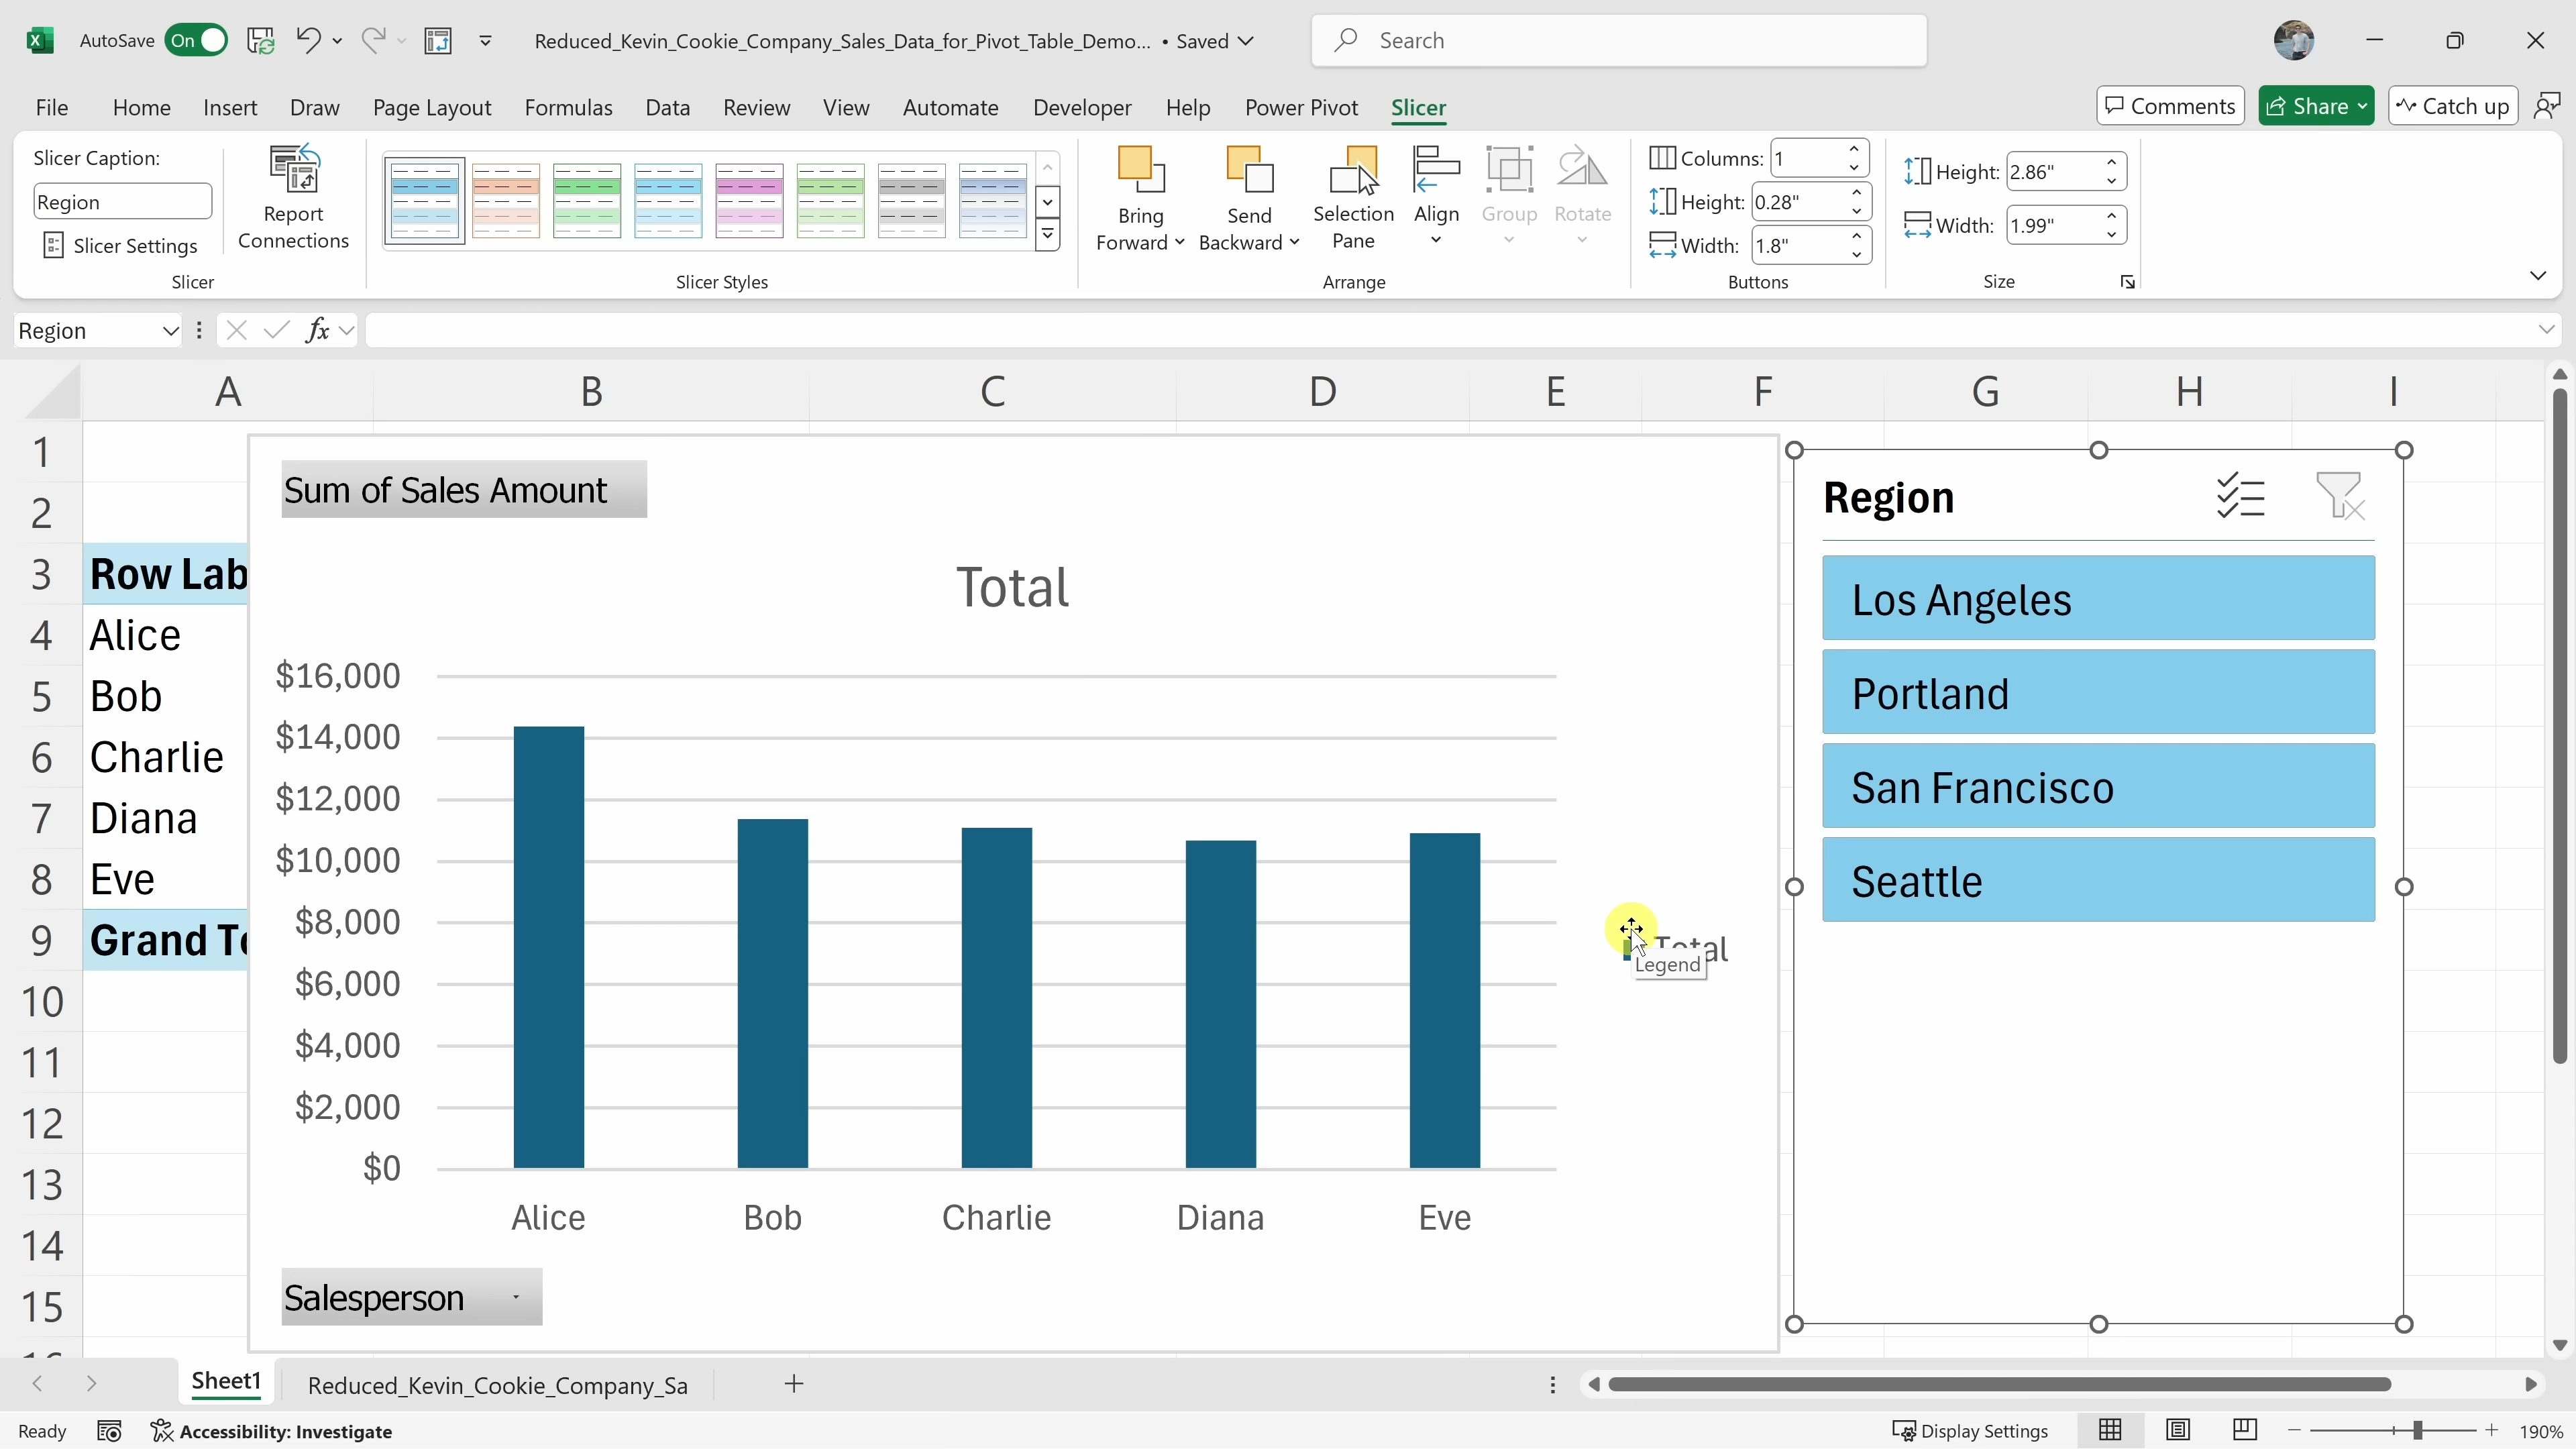 AutoSave On Reduced_Kevin_Cookie_Company_Sales_Data_for_Pivot_Table_Demo... • Saved Search
File Home Insert Draw Page Layout Formulas Data Review View Automate Developer Help Power Pivot Slicer Comments Share Catch up
Slicer Caption:
Region
Slicer Settings
Report
Connections
Slicer
Slicer Styles
Bring
Forward
Send
Backward
Selection
Pane
Align
Group
Rotate
Arrange
Columns: 1
Height: 0.28"
Width: 1.8"
Buttons
Height: 2.86"
Width: 1.99"
Size
Region fx
A B C D E F G H I
1
2
3 Row Lab
4 Alice
5 Bob
6 Charlie
7 Diana
8 Eve
9 Grand To
10
11
12
13
14
15
Sum of Sales Amount
Total
$16,000
$14,000
$12,000
$10,000
$8,000
$6,000
$4,000
$2,000
$0
Alice Bob Charlie Diana Eve
Total
Legend
Salesperson
Region
Los Angeles
Portland
San Francisco
Seattle
Sheet1 Reduced_Kevin_Cookie_Company_Sa
Ready Accessibility: Investigate Display Settings 190%